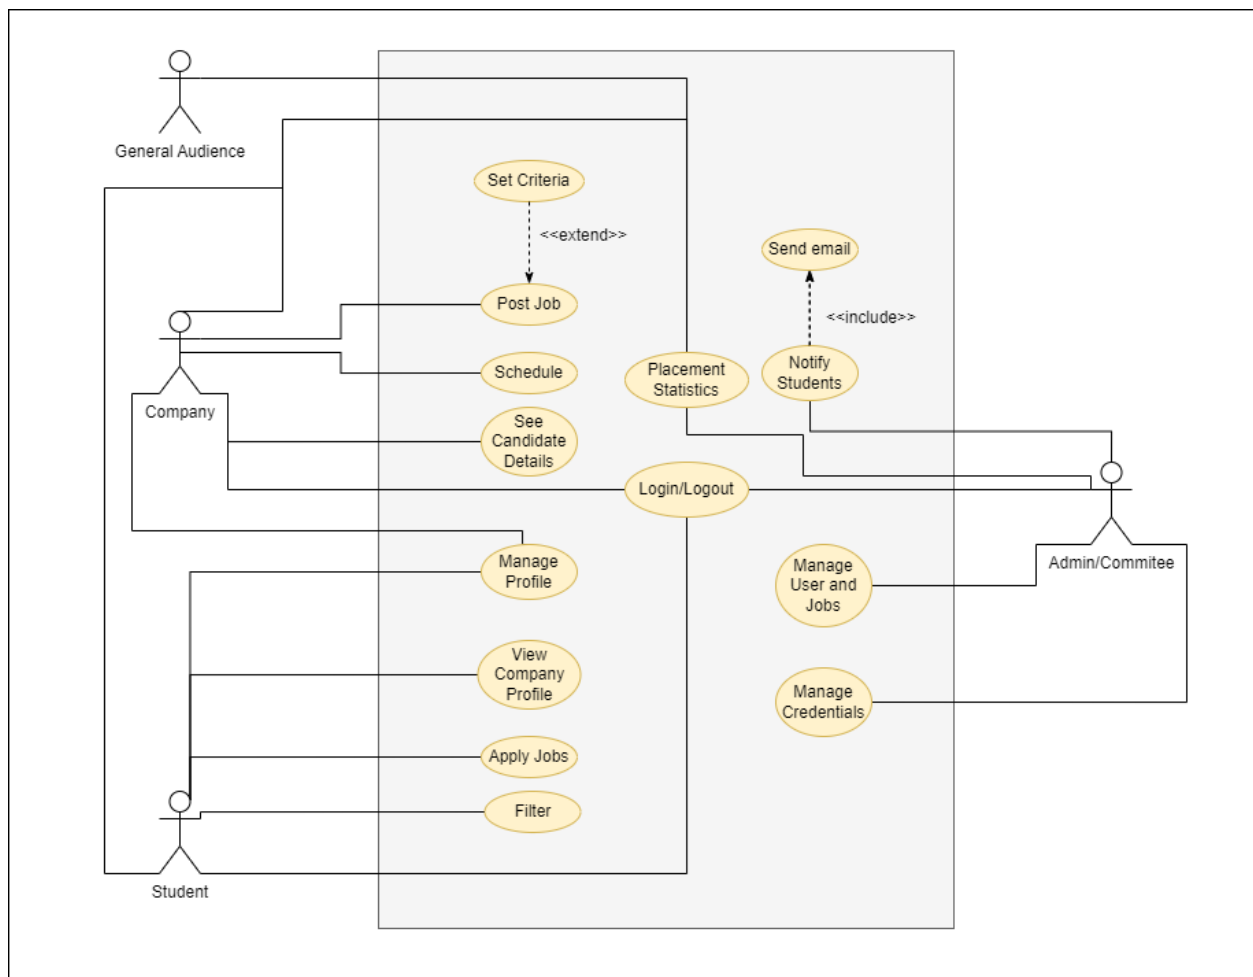 General Audience
Set Criteria
<<extend>>
Send email
Post Job
<<include>>
Notify
Students
Placement
Statistics
Schedule
Company
See
Candidate
Details
Login/Logout
Manage
Profile
Manage
User and
Jobs
Admin/Commitee
View
Company
Profile
Manage
Credentials
Apply Jobs
Filter
Student